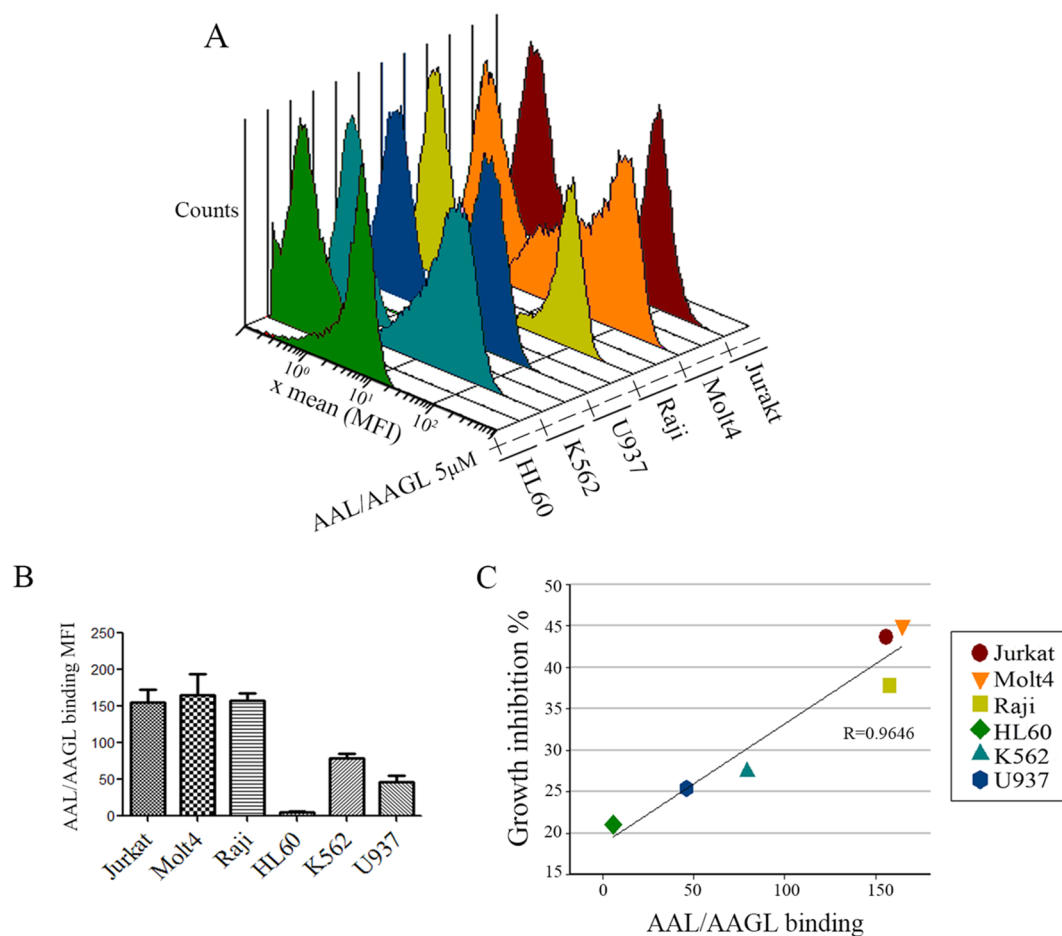 A
Counts
10⁰
10¹
10²
x mean (MFI)
AAL/AAGL 5μM
HL60
K562
U937
Raji
Molt4
Jurakt
B
AAL/AAGL binding MFI
250
200
150
100
50
0
Jurkat
Molt4
Raji
HL60
K562
U937
C
Growth inhibition %
50
45
40
35
30
25
20
15
R=0.9646
0
50
100
150
AAL/AAGL binding
Jurkat
Molt4
Raji
HL60
K562
U937